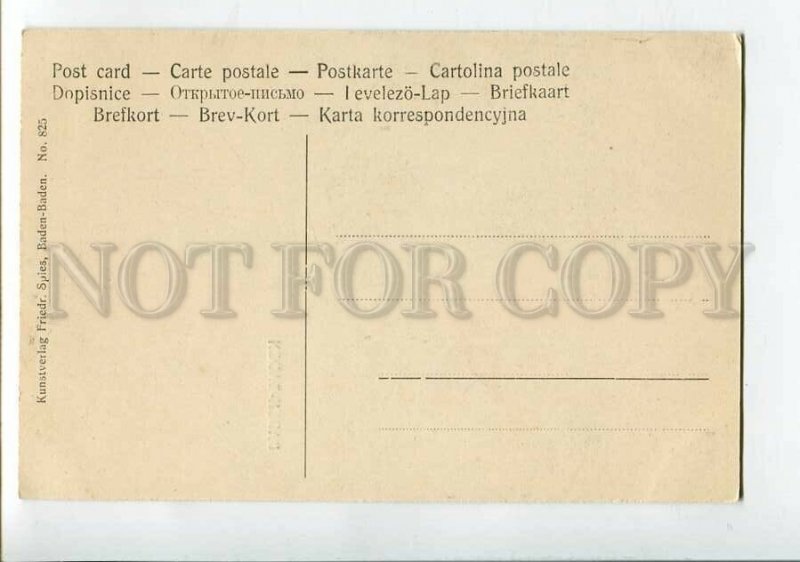 Post card — Carte postale — Postkarte — Cartolina postale
Dopisnice — Открытое-письмо — Levelezö-Lap — Briefkaart
Brefkort — Brev-Kort — Karta korrespondencyjna
Kunstverlag Friedr. Spies, Baden-Baden. No. 825
NOT FOR COPY